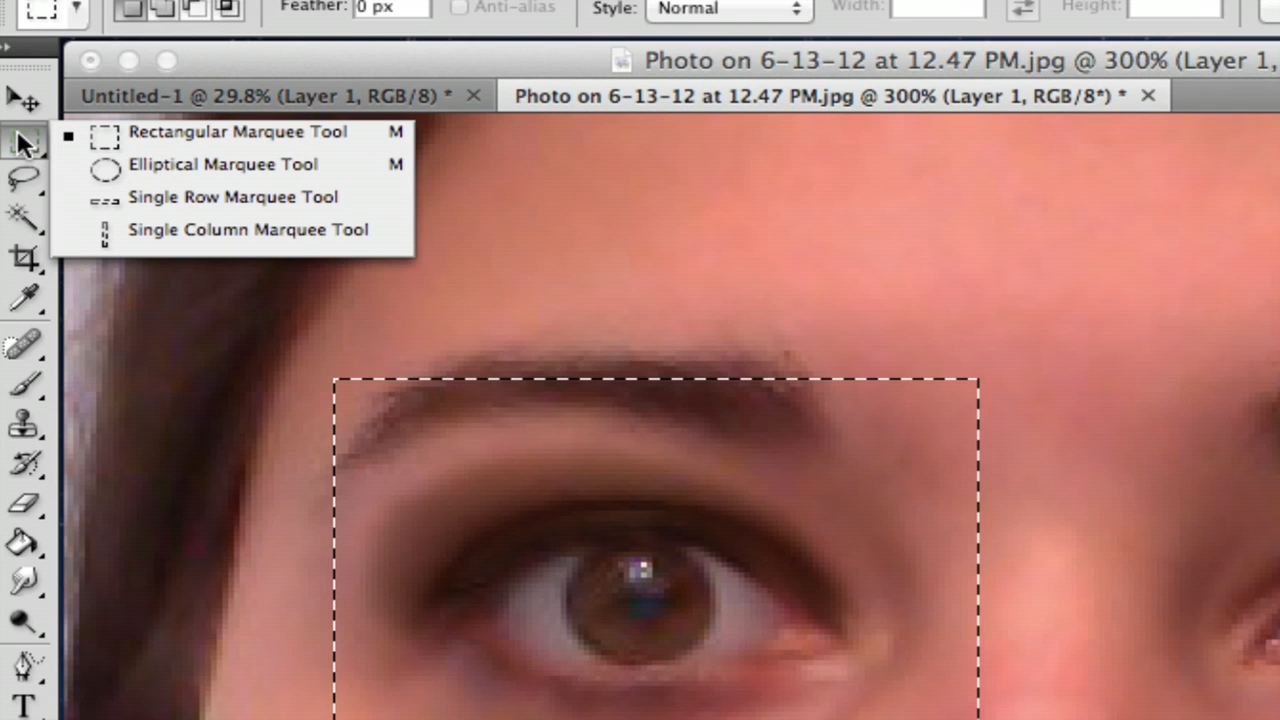 Feather: 0 px Anti-alias Style: Normal Width: Height:
Photo on 6-13-12 at 12.47 PM.jpg @ 300% (Layer 1,
Untitled-1 @ 29.8% (Layer 1, RGB/8) * Photo on 6-13-12 at 12.47 PM.jpg @ 300% (Layer 1, RGB/8*) *
Rectangular Marquee Tool M
Elliptical Marquee Tool M
Single Row Marquee Tool
Single Column Marquee Tool
T